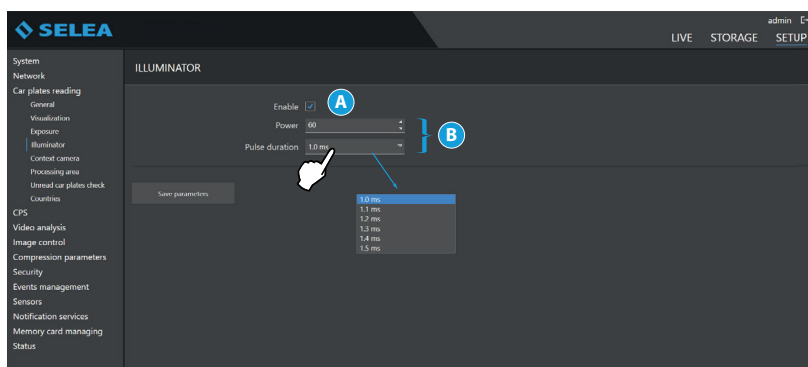 SELEA
admin
LIVE STORAGE SETUP
System
Network
Car plates reading
General
Visualization
Exposure
Illuminator
Context camera
Processing area
Unread car plates check
Countries
CPS
Video analysis
Image control
Compression parameters
Security
Events management
Sensors
Notification services
Memory card managing
Status
ILLUMINATOR
Enable A
Power 60
B
Pulse duration 1.0 ms
Save parameters
1.0 ms
1.1 ms
1.2 ms
1.3 ms
1.4 ms
1.5 ms